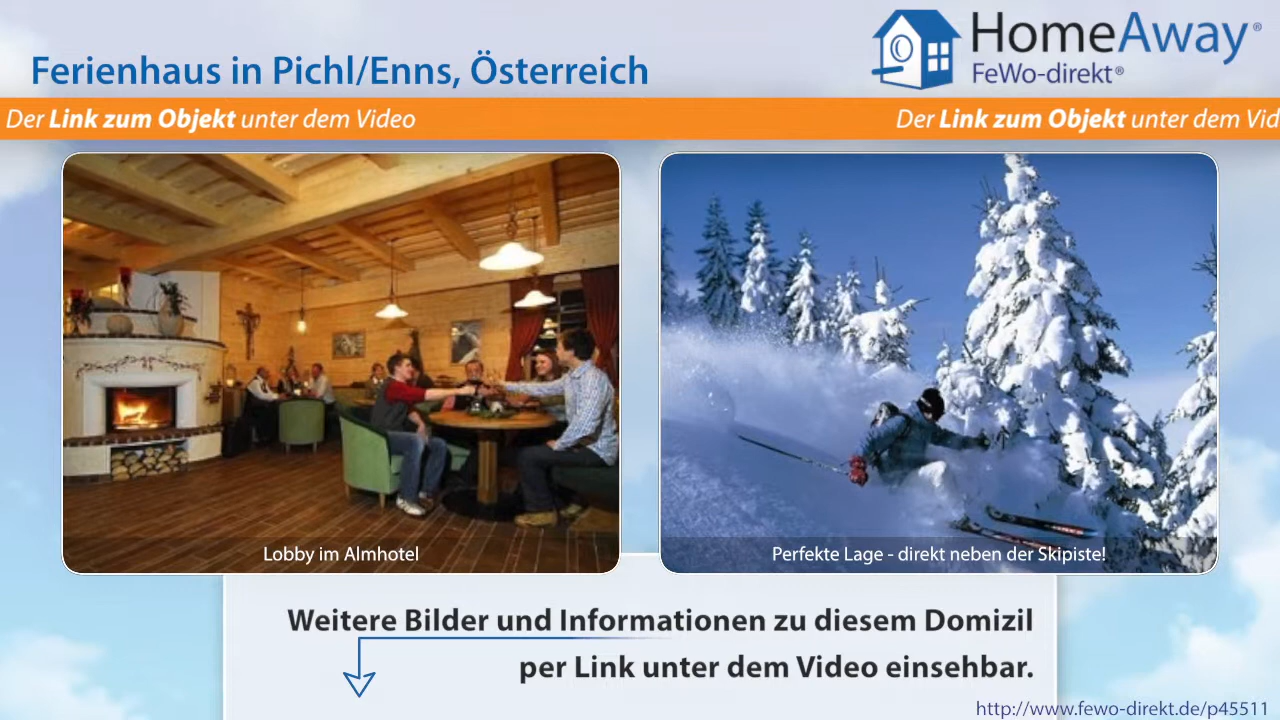 HomeAway®
FeWo-direkt®
Ferienhaus in Pichl/Enns, Österreich
Der Link zum Objekt unter dem Video
Der Link zum Objekt unter dem Vid
Lobby im Almhotel
Perfekte Lage - direkt neben der Skipiste!
Weitere Bilder und Informationen zu diesem Domizil
per Link unter dem Video einsehbar.
http://www.fewo-direkt.de/p45511